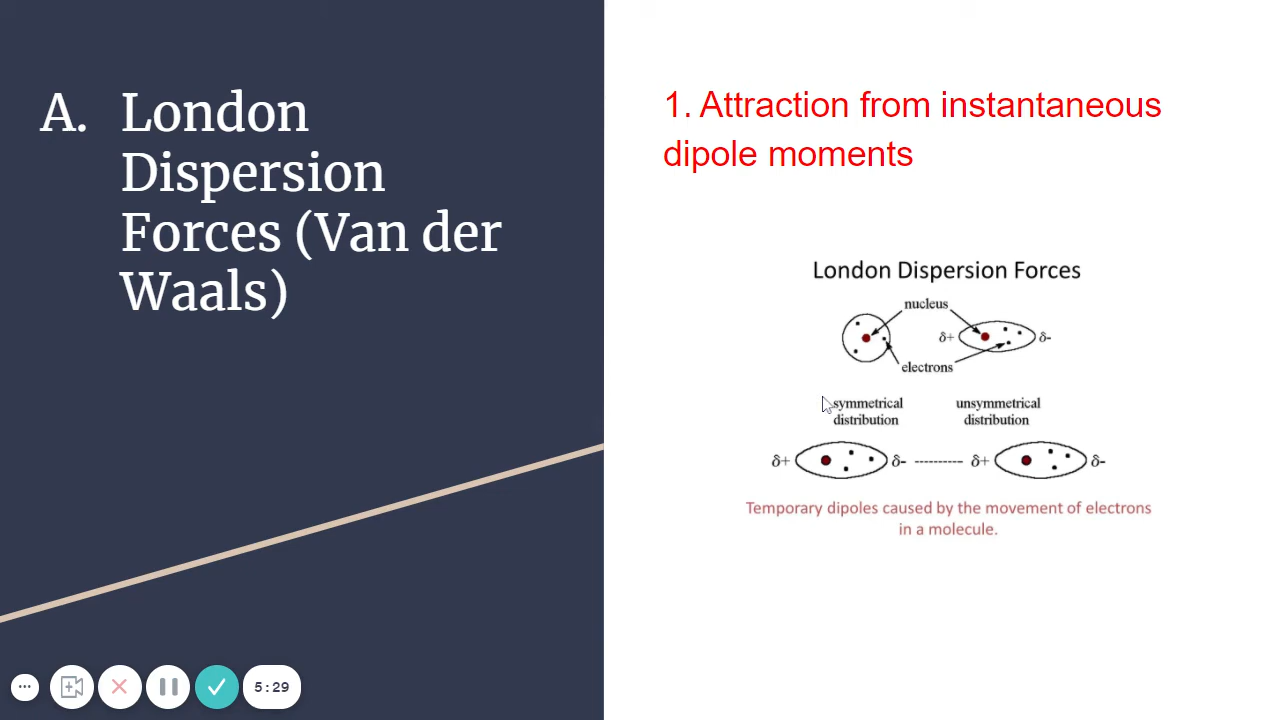 A. London
Dispersion
Forces (Van der
Waals)
1. Attraction from instantaneous
dipole moments
London Dispersion Forces
nucleus
δ+ δ-
electrons
symmetrical unsymmetrical
distribution distribution
δ+ δ- ---------- δ+ δ-
Temporary dipoles caused by the movement of electrons
in a molecule.
5:29